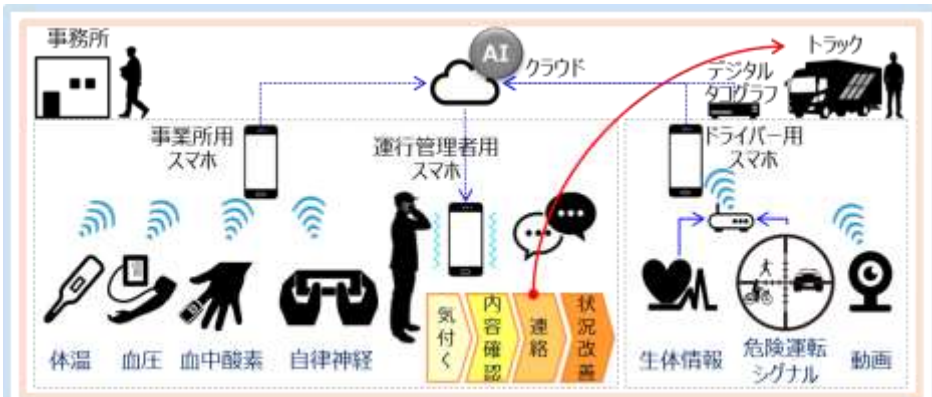 事務所
AI
クラウド
トラック
デジタル
タコグラフ
事業所用
スマホ
運行管理者用
スマホ
ドライバー用
スマホ
体温
血圧
血中酸素
自律神経
気付く
内容確認
連絡
状況改善
生体情報
危険運転
シグナル
動画